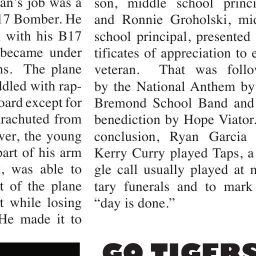 an's job was a
17 Bomber. He
with his B17
became under
ns. The plane
ddled with rap-
oard except for
rachuted from
ver, the young
part of his arm
, was able to
t of the plane
t while losing
He made it to
son, middle school princi
and Ronnie Groholski, mid
school principal, presented
tificates of appreciation to e
veteran. That was follow
by the National Anthem by
Bremond School Band and
benediction by Hope Viator.
conclusion, Ryan Garcia
Kerry Curry played Taps, a
gle call usually played at m
tary funerals and to mark
"day is done."
GO TIGERS